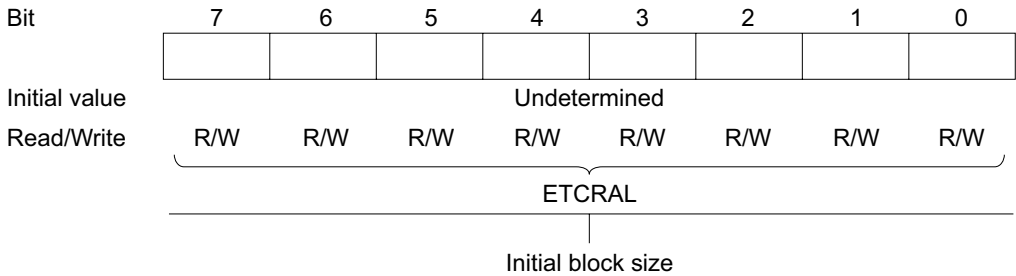 Bit 7 6 5 4 3 2 1 0
Initial value Undetermined
Read/Write R/W R/W R/W R/W R/W R/W R/W R/W
ETCRAL
Initial block size